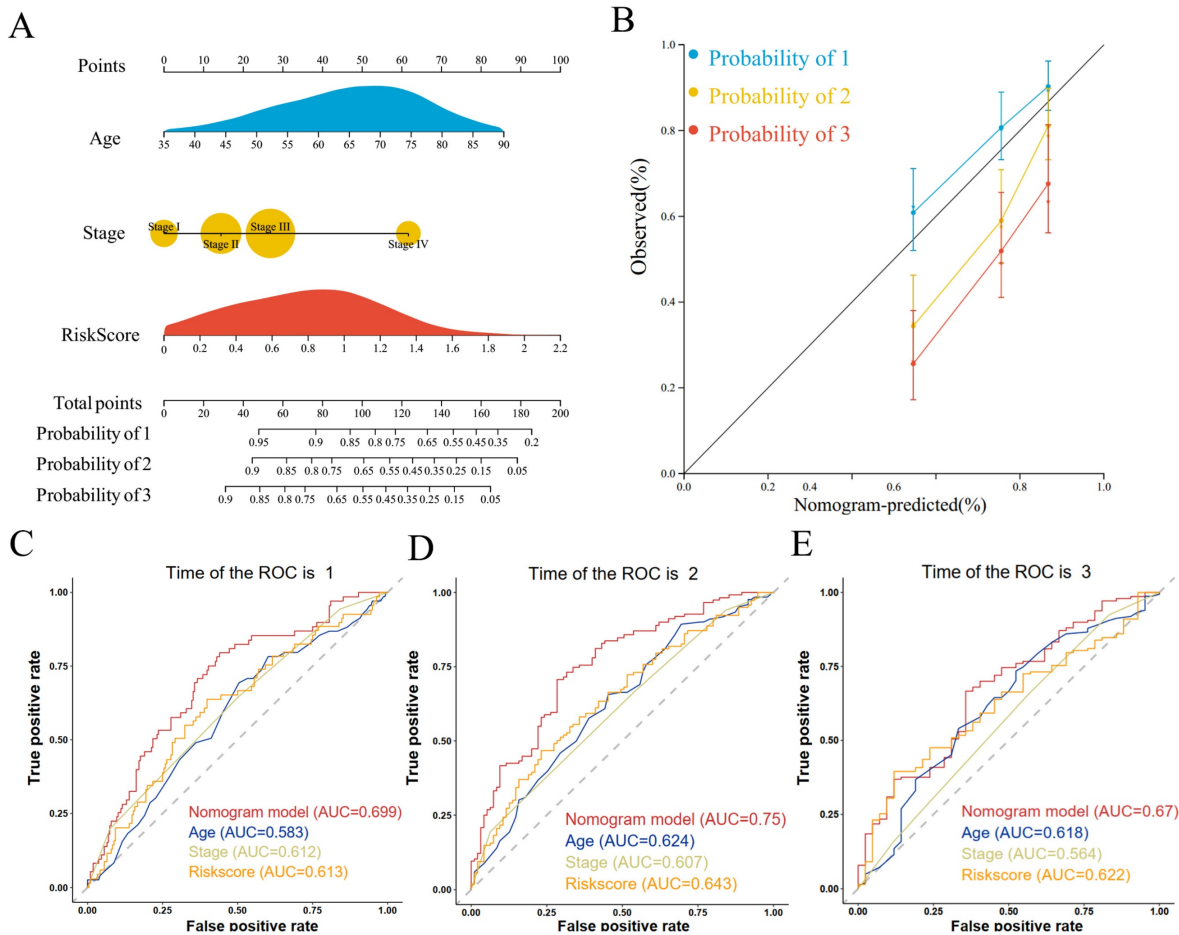 A
Points
0 10 20 30 40 50 60 70 80 90 100
Age
35 40 45 50 55 60 65 70 75 80 85 90
Stage
Stage I
Stage II
Stage III
Stage IV
RiskScore
0 0.2 0.4 0.6 0.8 1 1.2 1.4 1.6 1.8 2 2.2
Total points
0 20 40 60 80 100 120 140 160 180 200
Probability of 1
0.95 0.9 0.85 0.8 0.75 0.65 0.55 0.45 0.35 0.2
Probability of 2
0.9 0.85 0.8 0.75 0.65 0.55 0.45 0.35 0.25 0.15 0.05
Probability of 3
0.9 0.85 0.8 0.75 0.65 0.55 0.45 0.35 0.25 0.15 0.05
B
Probability of 1
Probability of 2
Probability of 3
Observed(%)
1.0
0.8
0.6
0.4
0.2
0.0
0.0 0.2 0.4 0.6 0.8 1.0
Nomogram-predicted(%)
C
Time of the ROC is 1
True positive rate
1.00
0.75
0.50
0.25
0.00
Nomogram model (AUC=0.699)
Age (AUC=0.583)
Stage (AUC=0.612)
Riskscore (AUC=0.613)
0.00 0.25 0.50 0.75 1.00
False positive rate
D
Time of the ROC is 2
True positive rate
1.00
0.75
0.50
0.25
0.00
Nomogram model (AUC=0.75)
Age (AUC=0.624)
Stage (AUC=0.607)
Riskscore (AUC=0.643)
0.00 0.25 0.50 0.75 1.00
False positive rate
E
Time of the ROC is 3
True positive rate
1.00
0.75
0.50
0.25
0.00
Nomogram model (AUC=0.67)
Age (AUC=0.618)
Stage (AUC=0.564)
Riskscore (AUC=0.622)
0.00 0.25 0.50 0.75 1.00
False positive rate